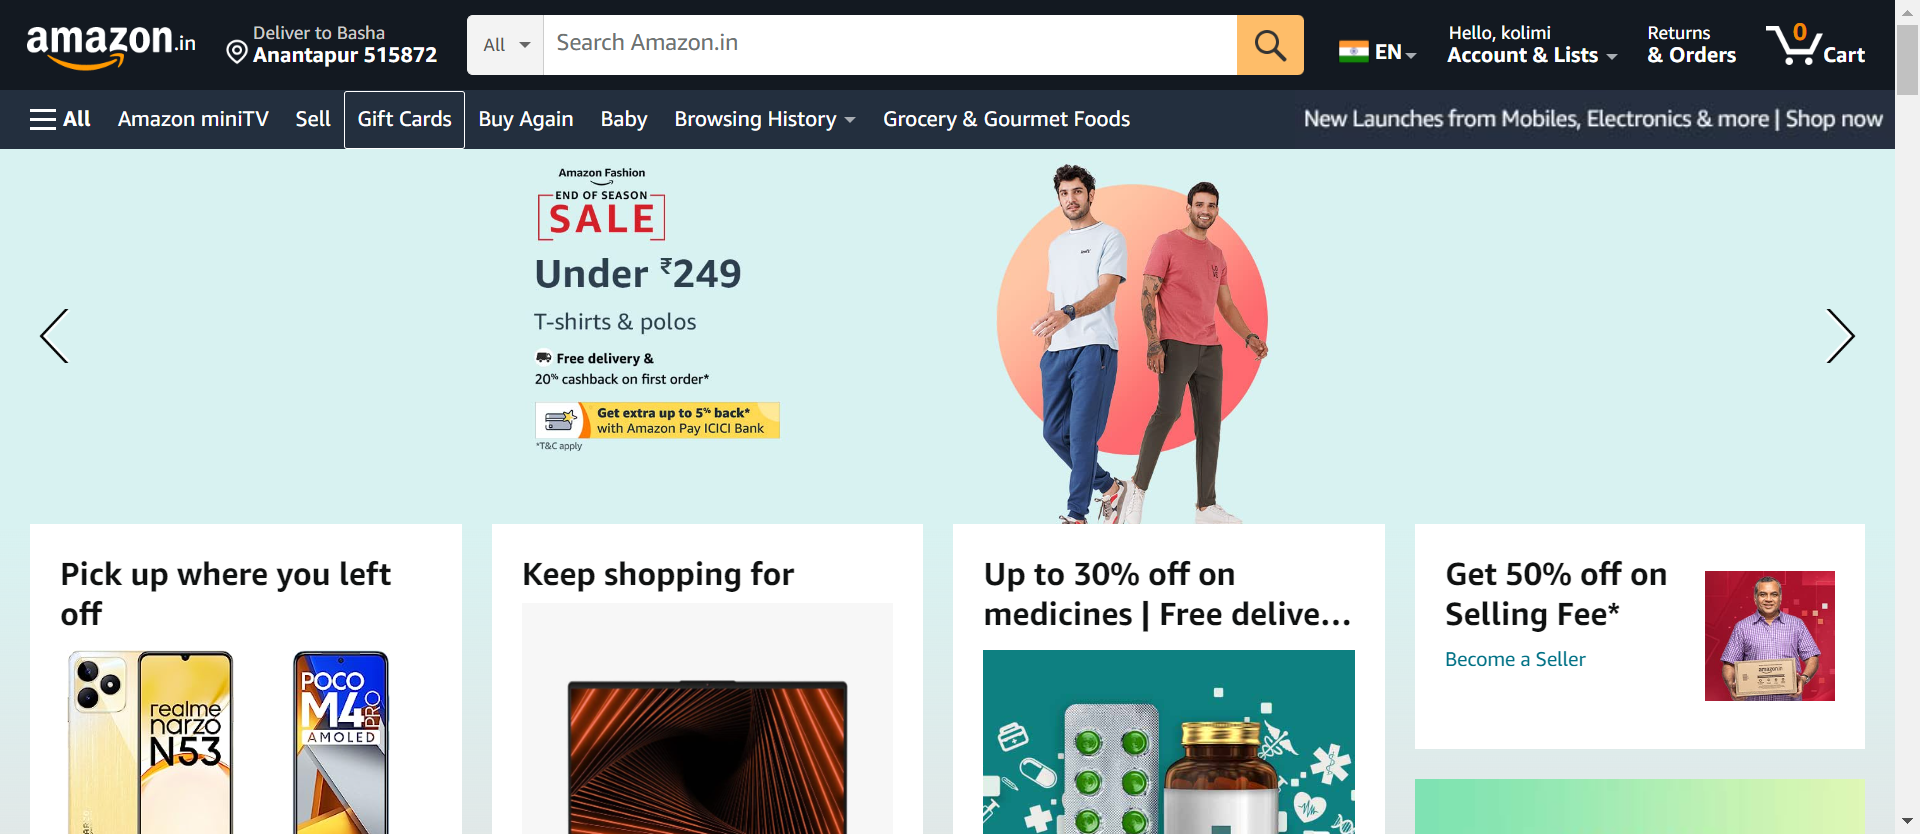 amazon.in
Deliver to Basha
Anantapur 515872
All
Search Amazon.in
EN
Hello, kolimi
Account & Lists
Returns
& Orders
0
Cart
All
Amazon miniTV
Sell
Gift Cards
Buy Again
Baby
Browsing History
Grocery & Gourmet Foods
New Launches from Mobiles, Electronics & more | Shop now
Amazon Fashion
END OF SEASON
SALE
Under ₹249
T-shirts & polos
Free delivery &
20% cashback on first order*
Get extra up to 5% back*
with Amazon Pay ICICI Bank
*T&C apply
Pick up where you left
off
realme
narzo
N53
POCO
M4 PRO
AMOLED
Keep shopping for
Up to 30% off on
medicines | Free delive...
Get 50% off on
Selling Fee*
Become a Seller